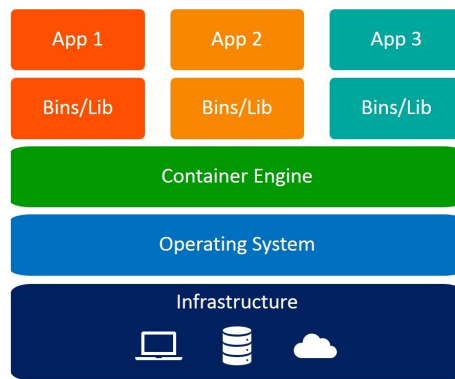 App 1
App 2
App 3
Bins/Lib
Bins/Lib
Bins/Lib
Container Engine
Operating System
Infrastructure